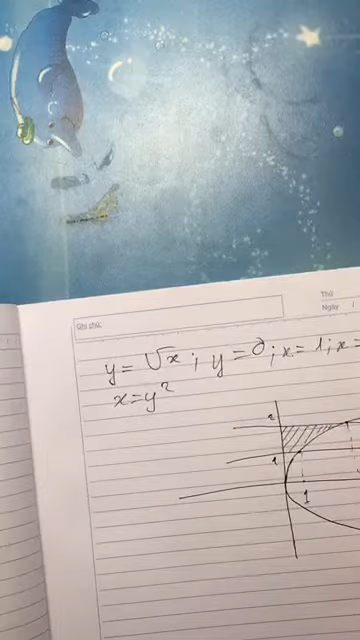 Ghi chú:
Thứ
Ngày
y = √x ; y = 0 ; x = 1 ; x =
x = y²
2
1
1